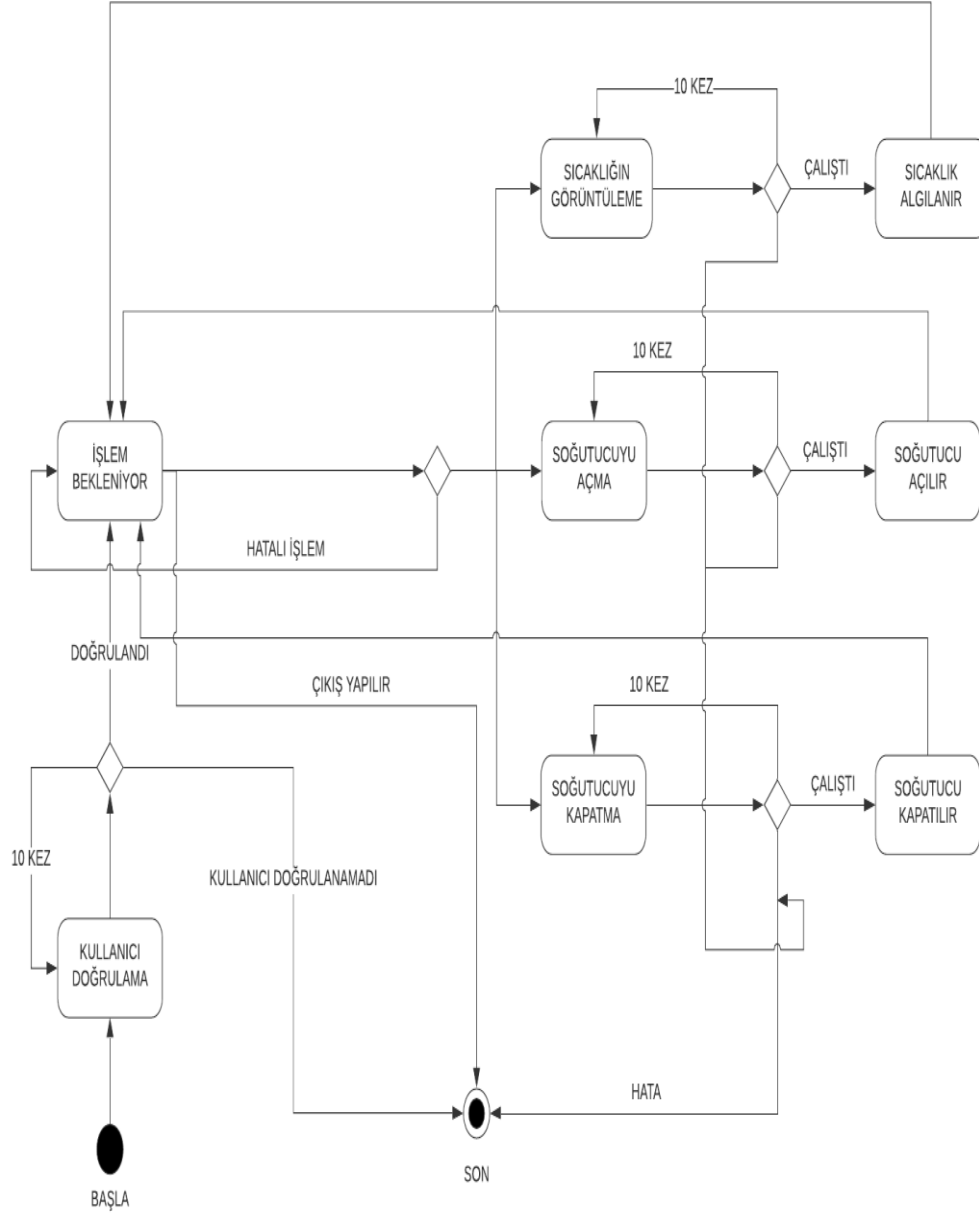 10 KEZ
SICAKLIĞIN
GÖRÜNTÜLEME
ÇALIŞTI
SICAKLIK
ALGILANIR
10 KEZ
İŞLEM
BEKLENİYOR
SOĞUTUCUYU
AÇMA
ÇALIŞTI
SOĞUTUCU
AÇILIR
HATALI İŞLEM
DOĞRULANDI
ÇIKIŞ YAPILIR
10 KEZ
SOĞUTUCUYU
KAPATMA
ÇALIŞTI
SOĞUTUCU
KAPATILIR
10 KEZ
KULLANICI DOĞRULANAMADI
KULLANICI
DOĞRULAMA
HATA
SON
BAŞLA